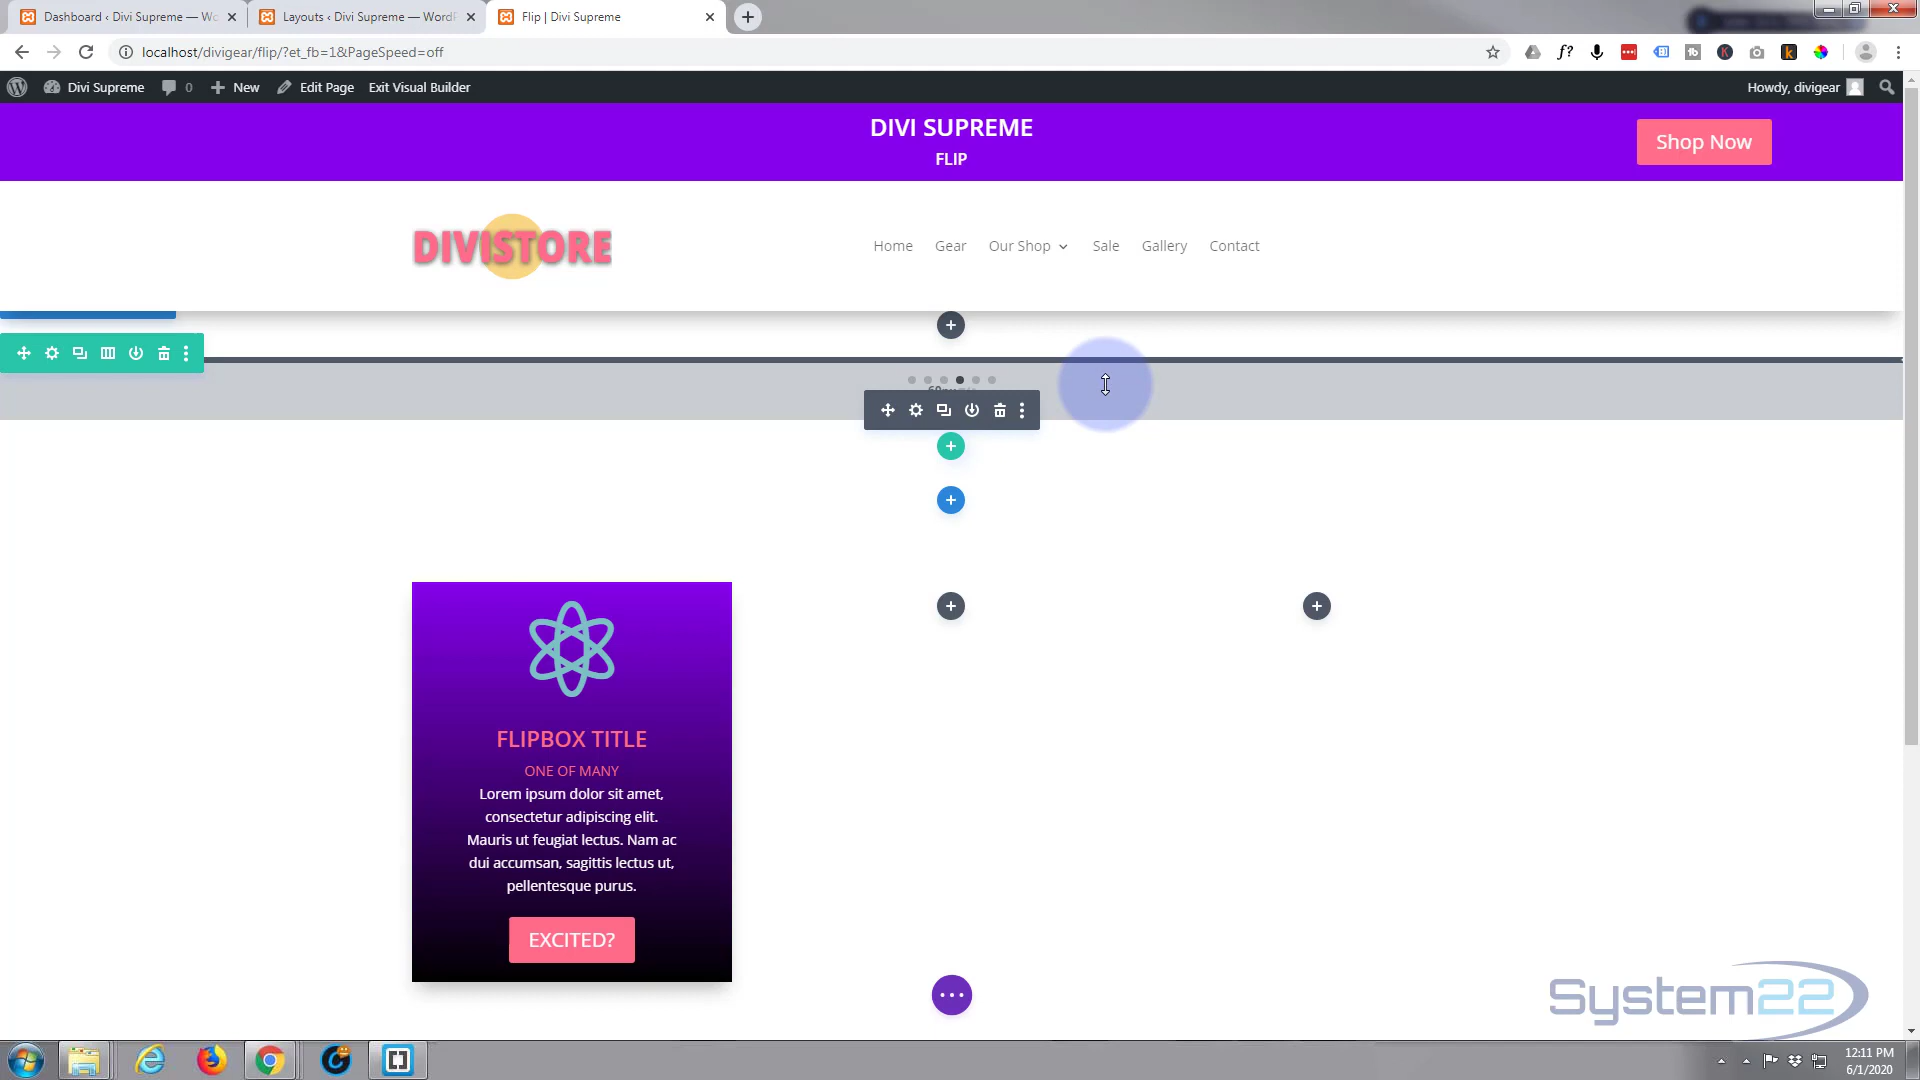 Dashboard ‹ Divi Supreme — Wo
Layouts ‹ Divi Supreme — WordP
Flip | Divi Supreme
localhost/divigear/flip/?et_fb=1&PageSpeed=off
Divi Supreme
0
New
Edit Page
Exit Visual Builder
Howdy, divigear
DIVI SUPREME
FLIP
Shop Now
DIVISTORE
Home
Gear
Our Shop
Sale
Gallery
Contact
FLIPBOX TITLE
ONE OF MANY
Lorem ipsum dolor sit amet,
consectetur adipiscing elit.
Mauris ut feugiat lectus. Nam ac
dui accumsan, sagittis lectus ut,
pellentesque purus.
EXCITED?
System22
12:11 PM
6/1/2020